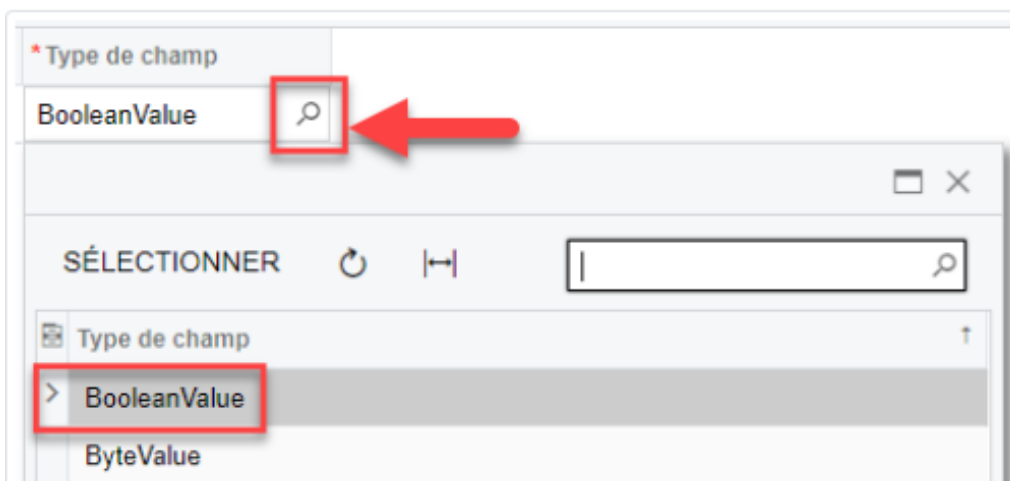 * Type de champ
BooleanValue
SÉLECTIONNER
Type de champ
BooleanValue
ByteValue